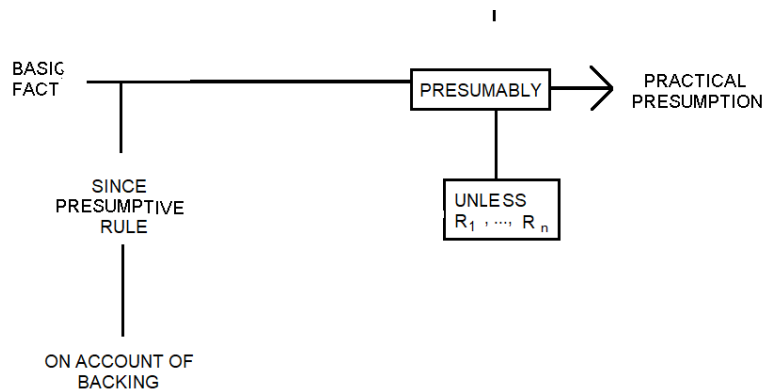 BASIC
FACT
PRESUMABLY
PRACTICAL
PRESUMPTION
SINCE
PRESUMPTIVE
RULE
UNLESS
R₁ , ..., Rₙ
ON ACCOUNT OF
BACKING